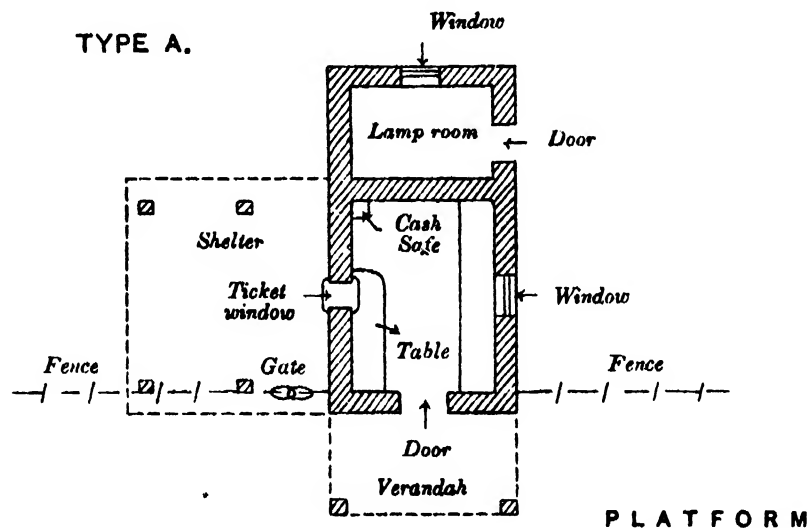 TYPE A.
Window
Lamp room
Door
Shelter
Cash
Safe
Ticket
window
Window
Table
Fence
Gate
Fence
Door
Verandah
PLATFORM